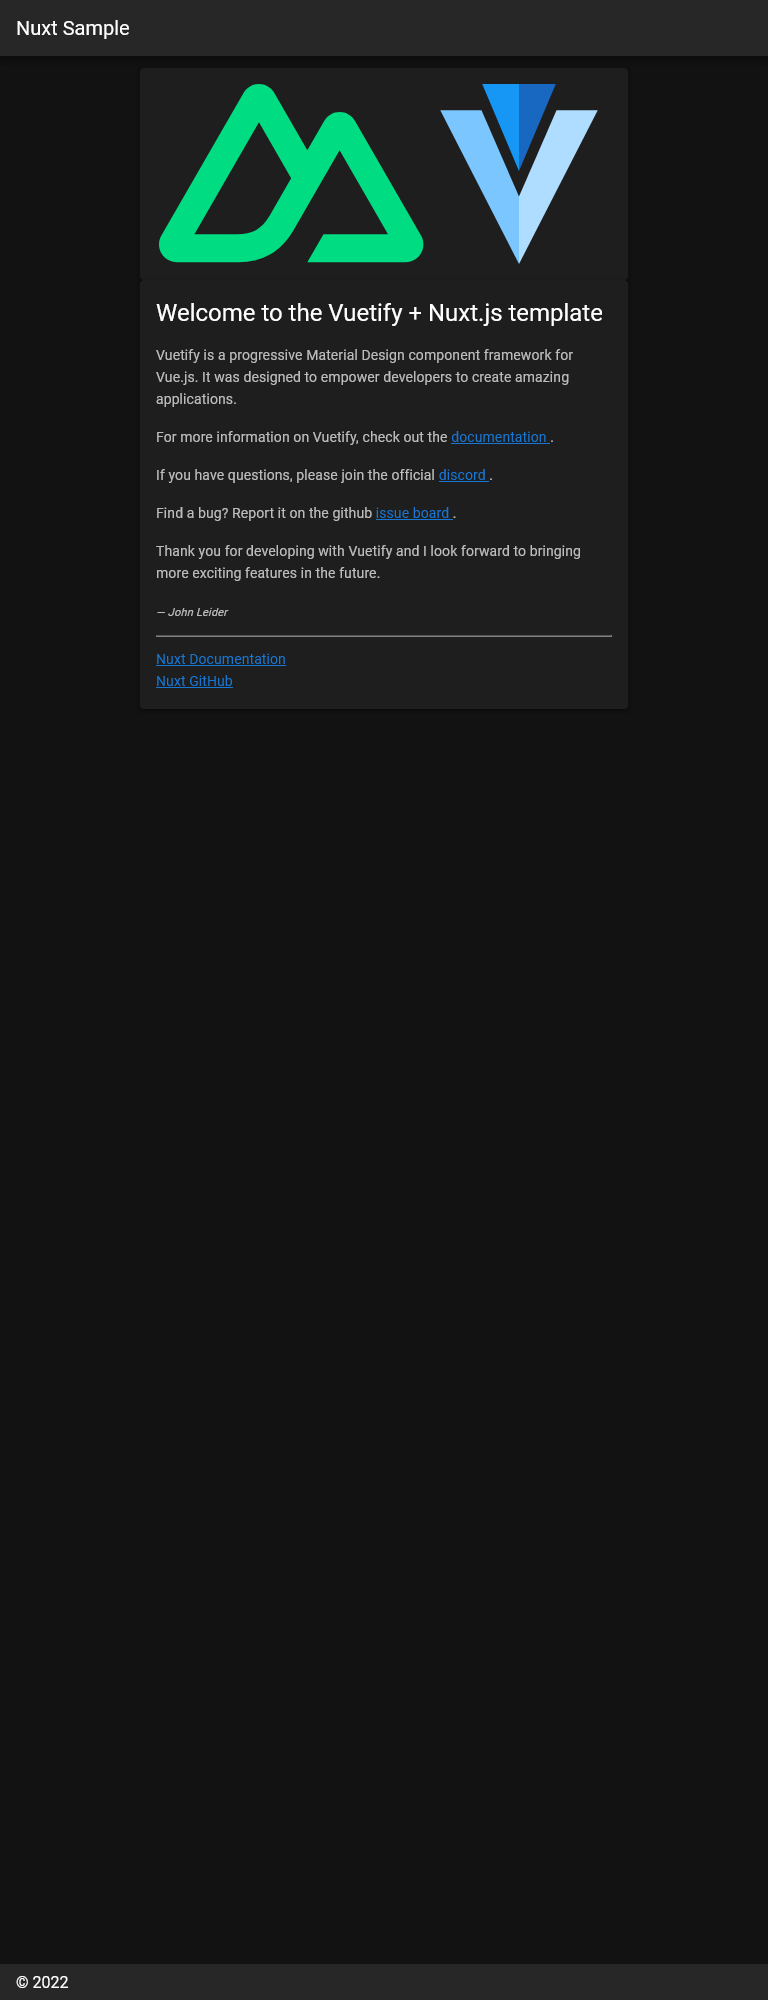 Nuxt Sample
Welcome to the Vuetify + Nuxt.js template
Vuetify is a progressive Material Design component framework for
Vue.js. It was designed to empower developers to create amazing
applications.
For more information on Vuetify, check out the documentation .
If you have questions, please join the official discord .
Find a bug? Report it on the github issue board .
Thank you for developing with Vuetify and I look forward to bringing
more exciting features in the future.
— John Leider
Nuxt Documentation
Nuxt GitHub
© 2022